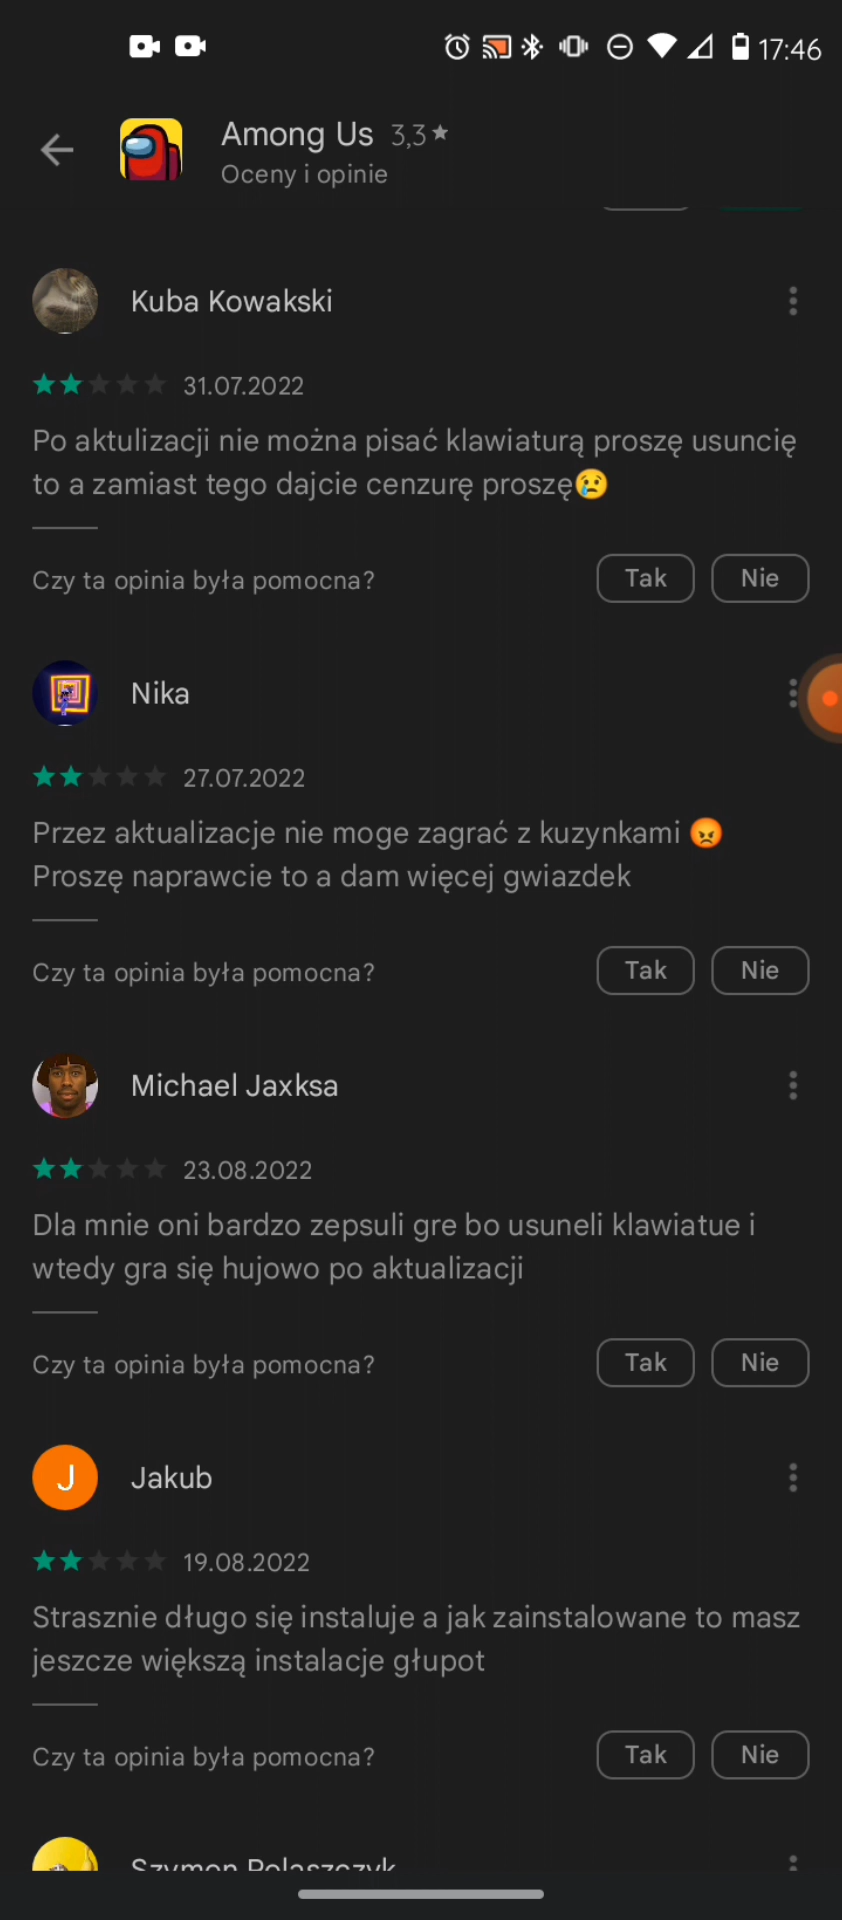 17:46
Among Us 3,3★
Oceny i opinie
Kuba Kowakski
31.07.2022
Po aktulizacji nie można pisać klawiaturą proszę usuncię
to a zamiast tego dajcie cenzurę proszę😢
Czy ta opinia była pomocna? Tak Nie
Nika
27.07.2022
Przez aktualizacje nie moge zagrać z kuzynkami 😡
Proszę naprawcie to a dam więcej gwiazdek
Czy ta opinia była pomocna? Tak Nie
Michael Jaxksa
23.08.2022
Dla mnie oni bardzo zepsuli gre bo usuneli klawiatue i
wtedy gra się hujowo po aktualizacji
Czy ta opinia była pomocna? Tak Nie
J Jakub
19.08.2022
Strasznie długo się instaluje a jak zainstalowane to masz
jeszcze większą instalacje głupot
Czy ta opinia była pomocna? Tak Nie
Szymon Polaszczyk